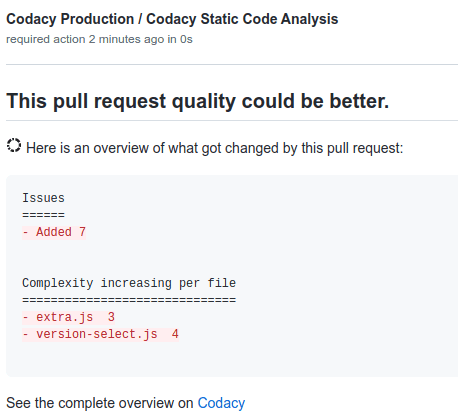 Codacy Production / Codacy Static Code Analysis
required action 2 minutes ago in 0s
This pull request quality could be better.
Here is an overview of what got changed by this pull request:
Issues
======
- Added 7
Complexity increasing per file
==============================
- extra.js  3
- version-select.js  4
See the complete overview on Codacy